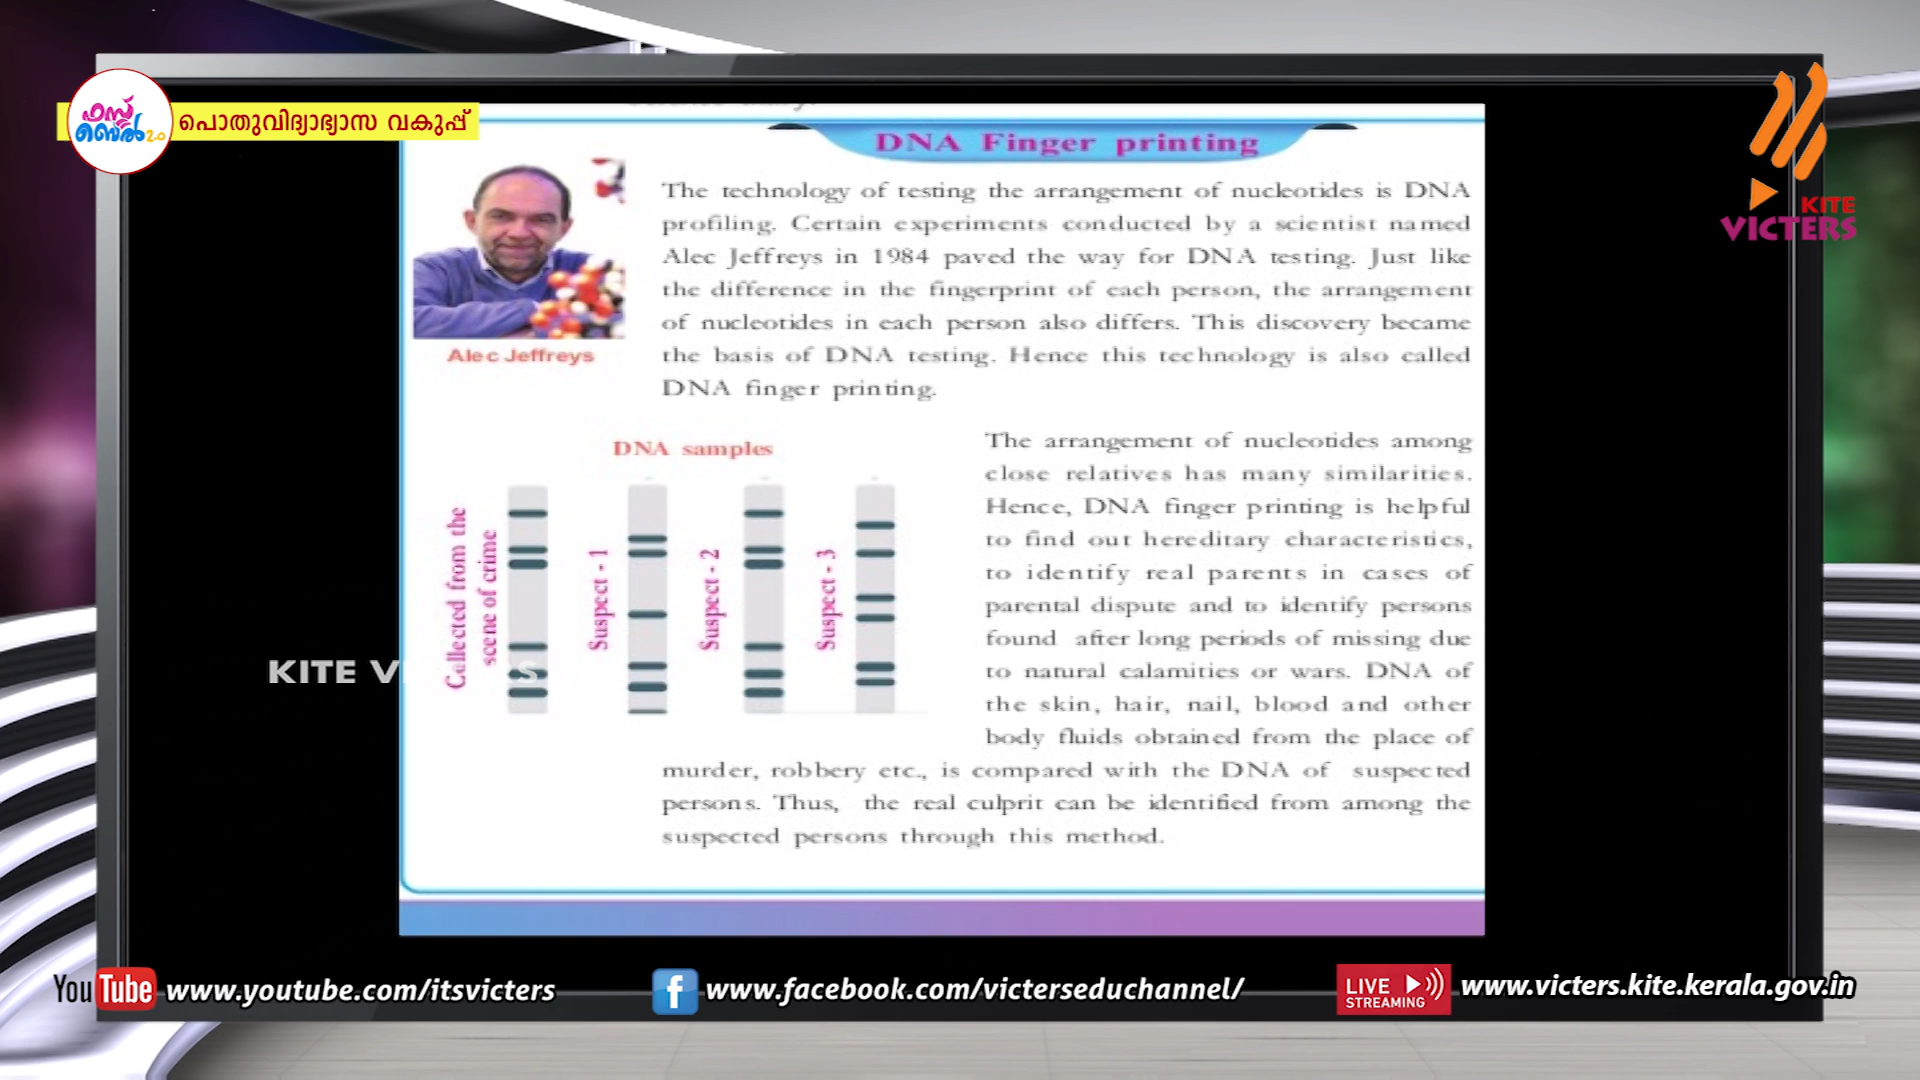 ഫസ്റ്റ്
ബെൽ 2.0
പൊതുവിദ്യാഭ്യാസ വകുപ്പ്
KITE
VICTERS
DNA Finger printing
The technology of testing the arrangement of nucleotides is DNA
profiling. Certain experiments conducted by a scientist named
Alec Jeffreys in 1984 paved the way for DNA testing. Just like
the difference in the fingerprint of each person, the arrangement
of nucleotides in each person also differs. This discovery became
the basis of DNA testing. Hence this technology is also called
DNA finger printing.
Alec Jeffreys
DNA samples
Collected from the
scene of crime
Suspect - 1
Suspect - 2
Suspect - 3
The arrangement of nucleotides among
close relatives has many similarities.
Hence, DNA finger printing is helpful
to find out hereditary characteristics,
to identify real parents in cases of
parental dispute and to identify persons
found after long periods of missing due
to natural calamities or wars. DNA of
the skin, hair, nail, blood and other
body fluids obtained from the place of
murder, robbery etc., is compared with the DNA of suspected
persons. Thus, the real culprit can be identified from among the
suspected persons through this method.
KITE V S
YouTube www.youtube.com/itsvicters
f www.facebook.com/victerseduchannel/
LIVE
STREAMING
www.victers.kite.kerala.gov.in